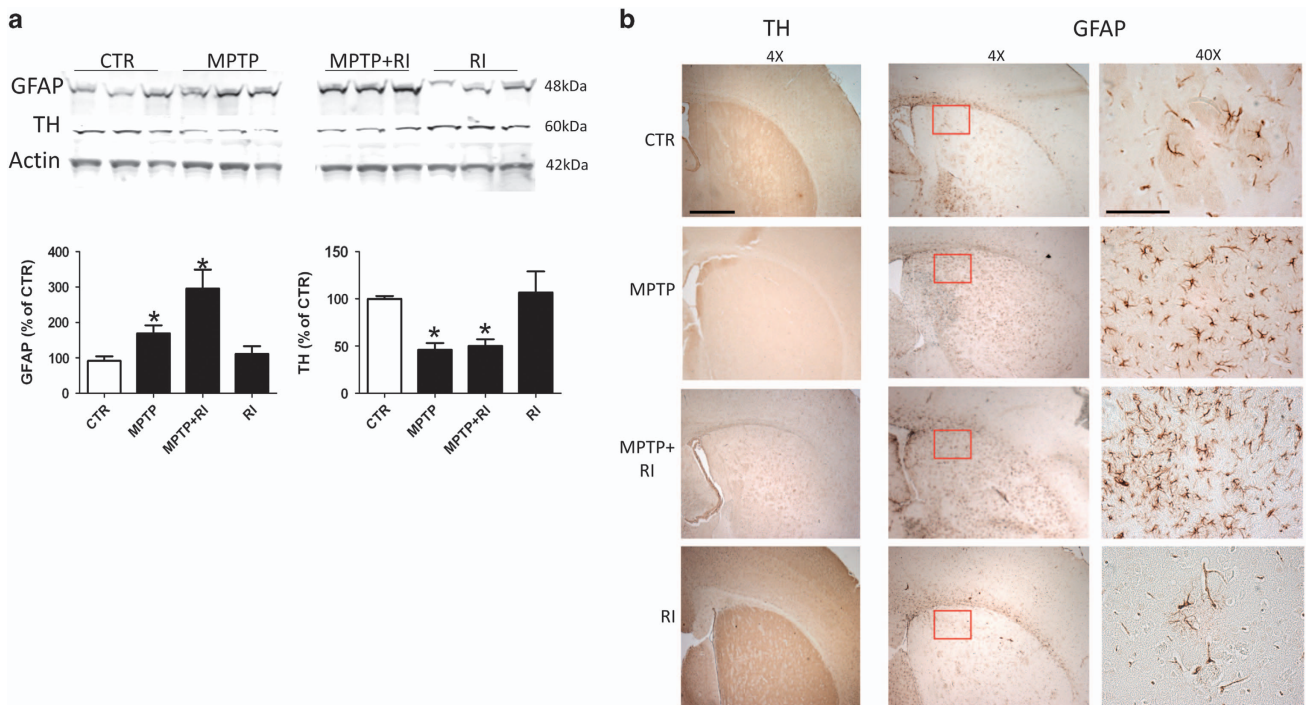 a
CTR MPTP MPTP+RI RI
GFAP 48kDa
TH 60kDa
Actin 42kDa
GFAP (% of CTR)
400
300
200
100
0
* *
CTR MPTP MPTP+RI RI
TH (% of CTR)
150
100
50
0
* *
CTR MPTP MPTP+RI RI
b
TH GFAP
4X 4X 40X
CTR
MPTP
MPTP+
RI
RI